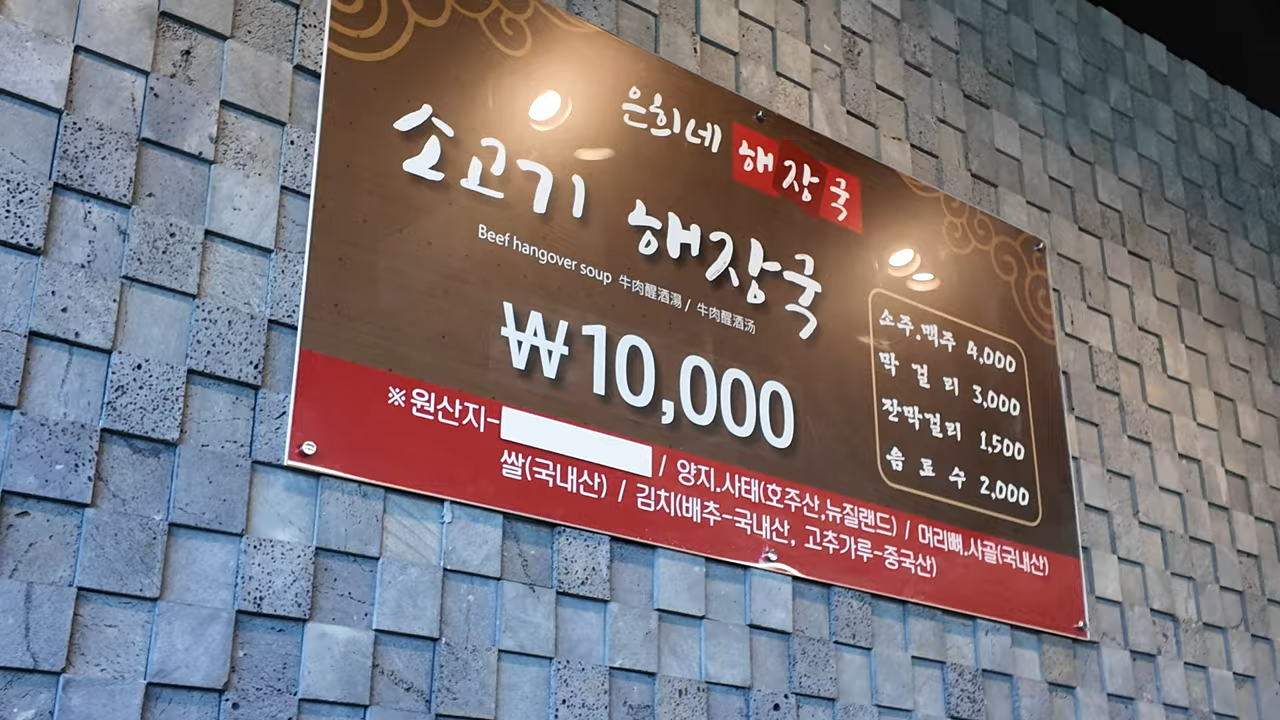 은희네 해장국
소고기 해장국
Beef hangover soup 牛肉醒酒湯 / 牛肉醒酒汤
₩10,000
소주.맥주 4,000
막걸리 3,000
잔막걸리 1,500
음료수 2,000
※원산지- / 양지.사태(호주산,뉴질랜드) / 머리뼈.사골(국내산)
쌀(국내산) / 김치(배추-국내산, 고추가루-중국산)